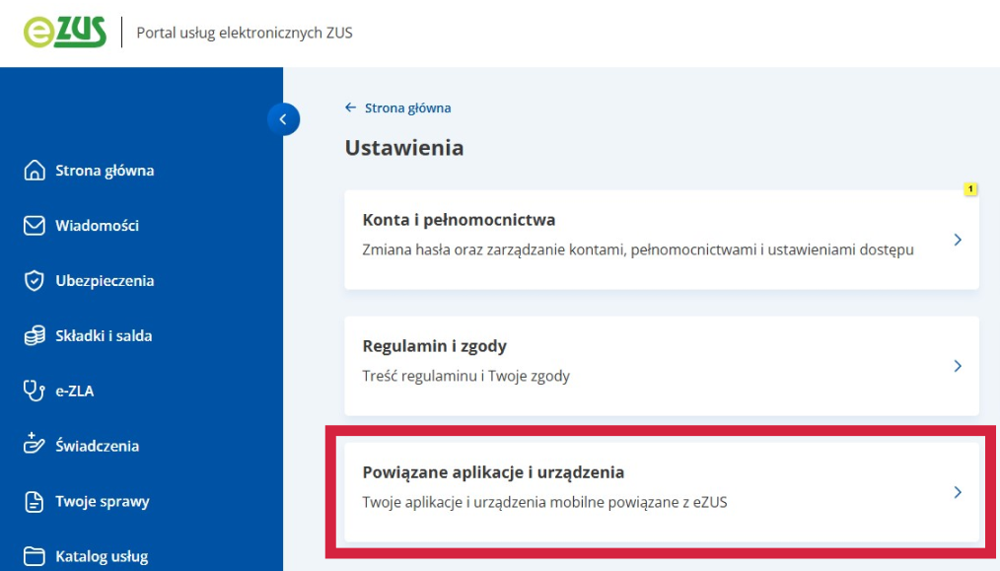 eZUS
Portal usług elektronicznych ZUS
Strona główna
Wiadomości
Ubezpieczenia
Składki i salda
e-ZLA
Świadczenia
Twoje sprawy
Katalog usług
Strona główna
Ustawienia
1
Konta i pełnomocnictwa
Zmiana hasła oraz zarządzanie kontami, pełnomocnictwami i ustawieniami dostępu
Regulamin i zgody
Treść regulaminu i Twoje zgody
Powiązane aplikacje i urządzenia
Twoje aplikacje i urządzenia mobilne powiązane z eZUS